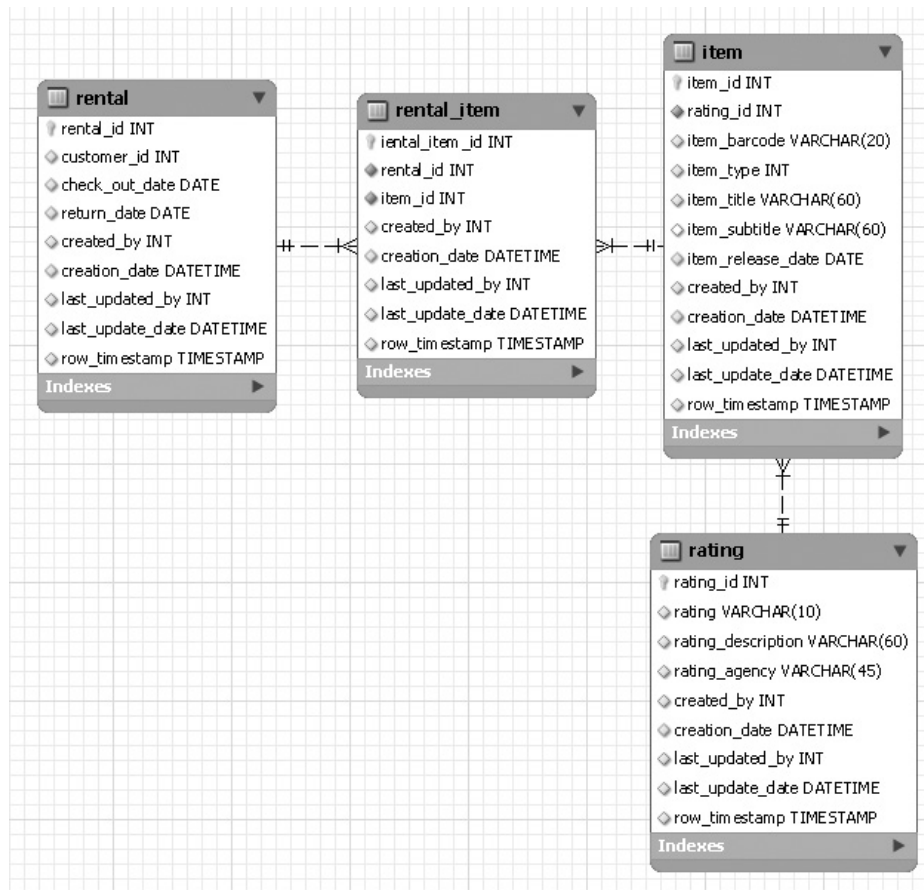 rental
rental_id INT
customer_id INT
check_out_date DATE
return_date DATE
created_by INT
creation_date DATETIME
last_updated_by INT
last_update_date DATETIME
row_timestamp TIMESTAMP
Indexes
rental_item
iental_item_id INT
rental_id INT
item_id INT
created_by INT
creation_date DATETIME
last_updated_by INT
last_update_date DATETIME
row_timestamp TIMESTAMP
Indexes
item
item_id INT
rating_id INT
item_barcode VARCHAR(20)
item_type INT
item_title VARCHAR(60)
item_subtitle VARCHAR(60)
item_release_date DATE
created_by INT
creation_date DATETIME
last_updated_by INT
last_update_date DATETIME
row_timestamp TIMESTAMP
Indexes
rating
rating_id INT
rating VARCHAR(10)
rating_description VARCHAR(60)
rating_agency VARCHAR(45)
created_by INT
creation_date DATETIME
last_updated_by INT
last_update_date DATETIME
row_timestamp TIMESTAMP
Indexes